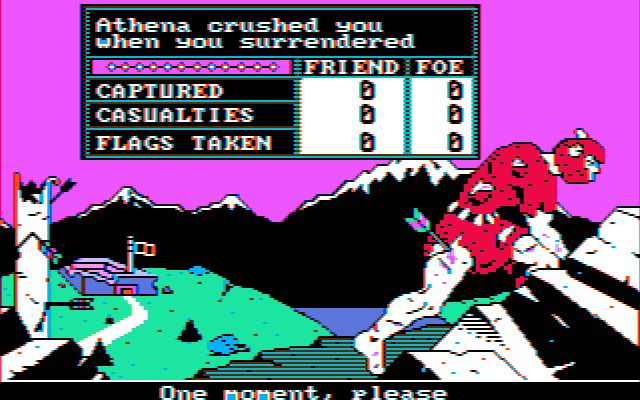 Athena crushed you
when you surrendered
FRIEND FOE
CAPTURED 0 0
CASUALTIES 0 0
FLAGS TAKEN 0 0
One moment, please